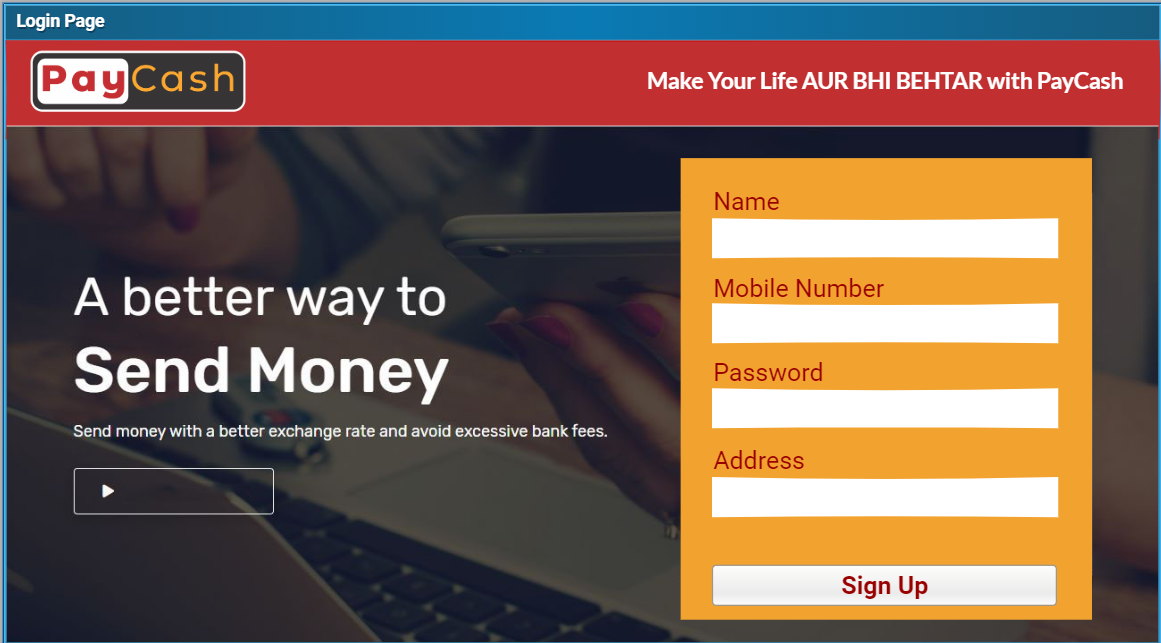 Login Page
PayCash
Make Your Life AUR BHI BEHTAR with PayCash
A better way to
Send Money
Send money with a better exchange rate and avoid excessive bank fees.
Name
Mobile Number
Password
Address
Sign Up